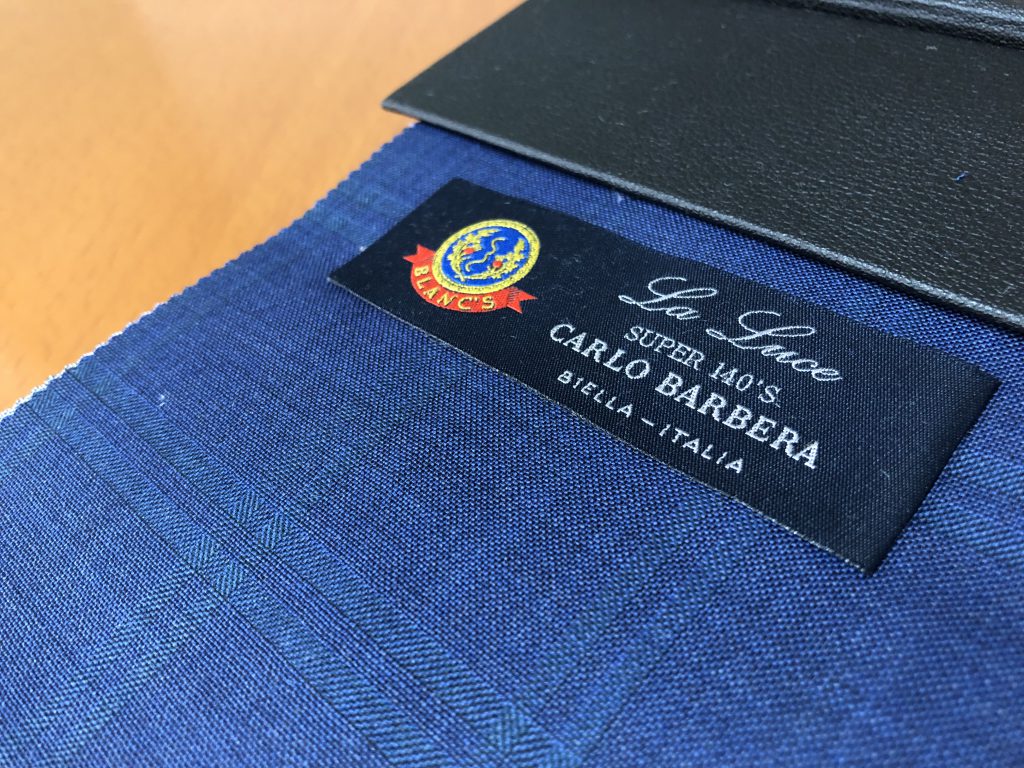 BLANC'S
La Luce
SUPER 140'S
CARLO BARBERA
BIELLA – ITALIA